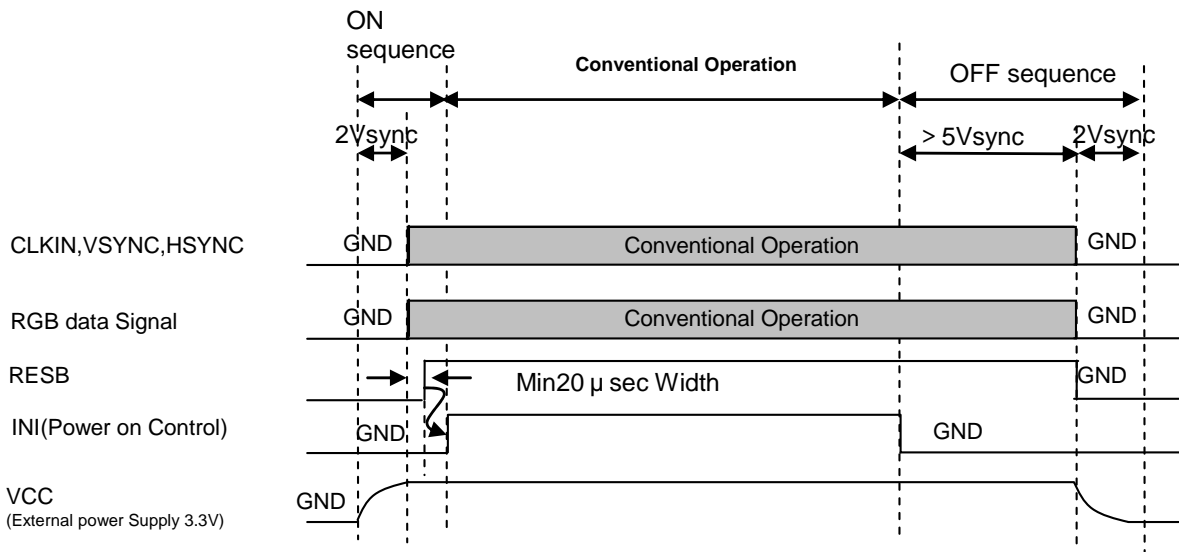 ON
sequence
Conventional Operation
OFF sequence
2Vsync
> 5Vsync
2Vsync
CLKIN,VSYNC,HSYNC
GND
Conventional Operation
GND
RGB data Signal
GND
Conventional Operation
GND
RESB
Min20 μ sec Width
GND
INI(Power on Control)
GND
GND
VCC
GND
(External power Supply 3.3V)